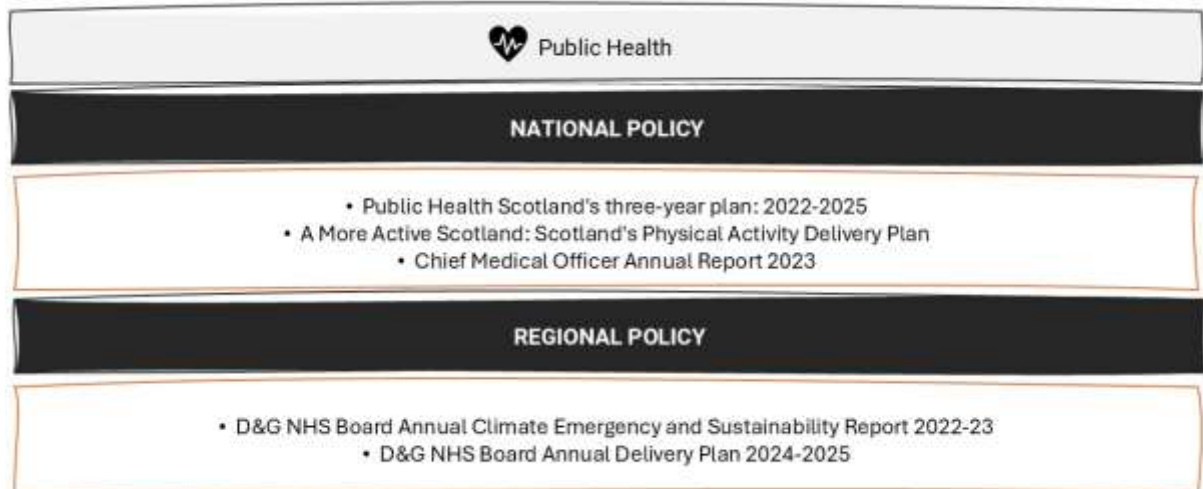 Public Health
NATIONAL POLICY
• Public Health Scotland's three-year plan: 2022-2025
• A More Active Scotland: Scotland's Physical Activity Delivery Plan
• Chief Medical Officer Annual Report 2023
REGIONAL POLICY
• D&G NHS Board Annual Climate Emergency and Sustainability Report 2022-23
• D&G NHS Board Annual Delivery Plan 2024-2025